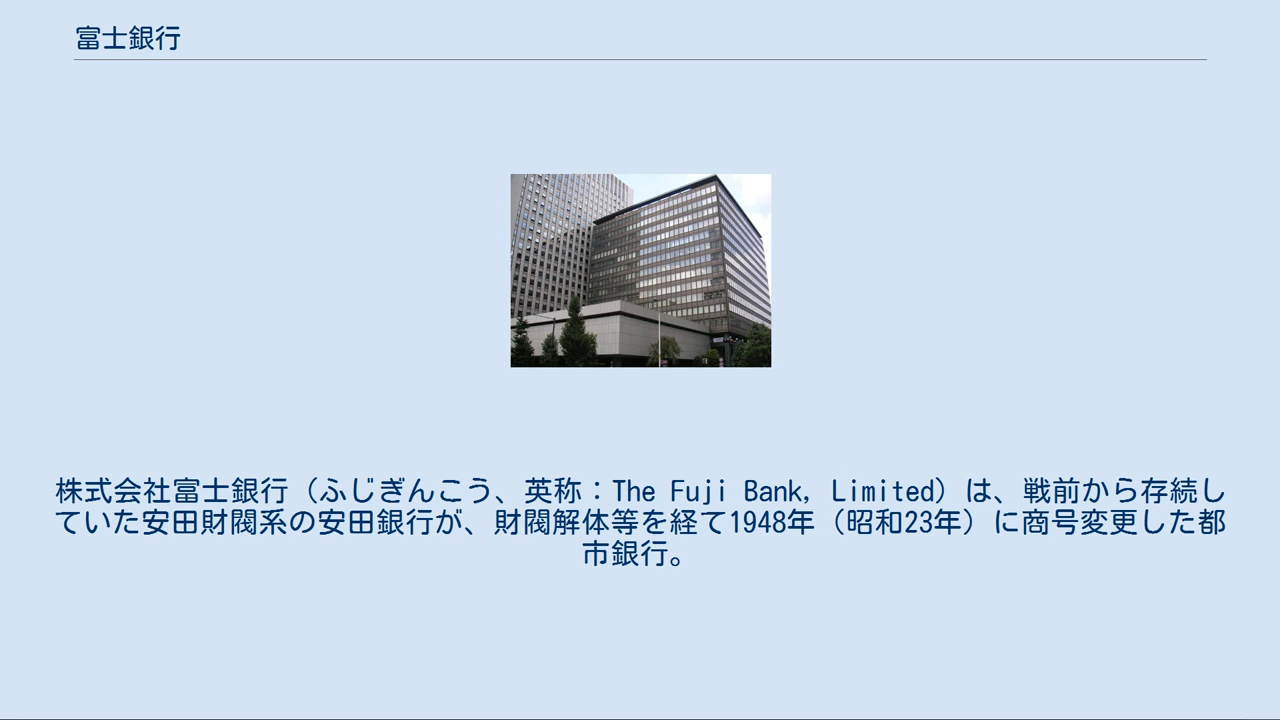 富士銀行
株式会社富士銀行（ふじぎんこう、英称：The Fuji Bank, Limited）は、戦前から存続し
ていた安田財閥系の安田銀行が、財閥解体等を経て1948年（昭和23年）に商号変更した都
市銀行。